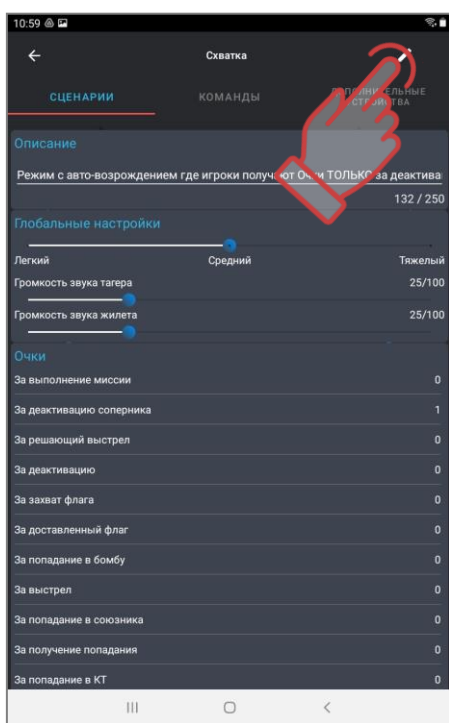 10:59
Схватка
СЦЕНАРИИ
КОМАНДЫ
ДОПОЛНИТЕЛЬНЫЕ
УСТРОЙСТВА
Описание
Режим с авто-возрождением где игроки получают Очки ТОЛЬКО за деактива
132 / 250
Глобальные настройки
Легкий Средний Тяжелый
Громкость звука тагера 25/100
Громкость звука жилета 25/100
Очки
За выполнение миссии 0
За деактивацию соперника 1
За решающий выстрел 0
За деактивацию 0
За захват флага 0
За доставленный флаг 0
За попадание в бомбу 0
За выстрел 0
За попадание в союзника 0
За получение попадания 0
За попадание в КТ 0